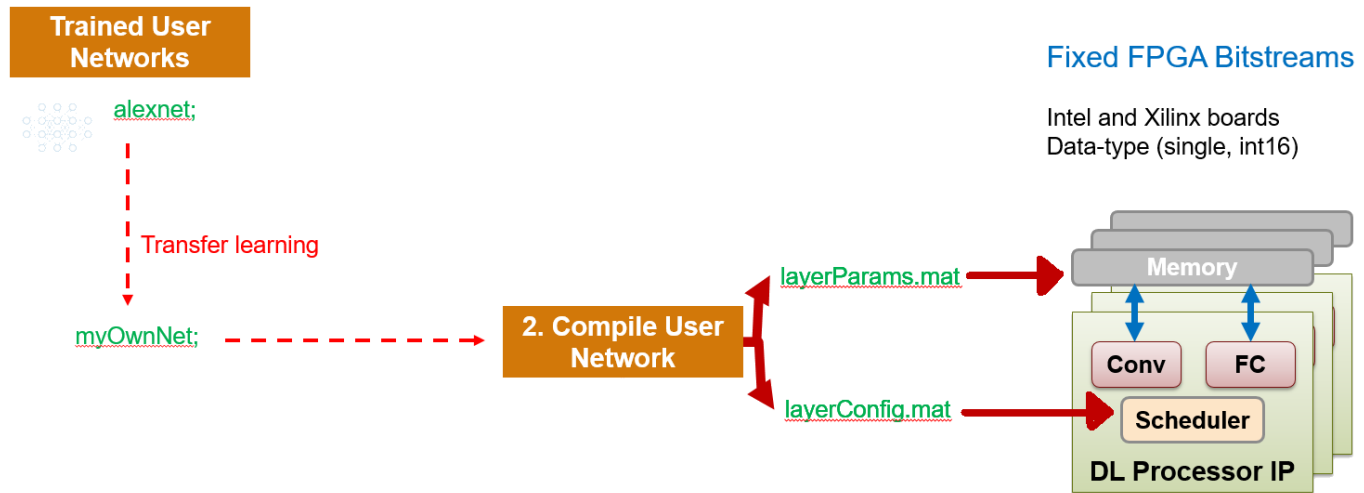 Trained User
Networks
alexnet;
Transfer learning
myOwnNet;
2. Compile User
Network
layerParams.mat
layerConfig.mat
Fixed FPGA Bitstreams
Intel and Xilinx boards
Data-type (single, int16)
Memory
Conv
FC
Scheduler
DL Processor IP